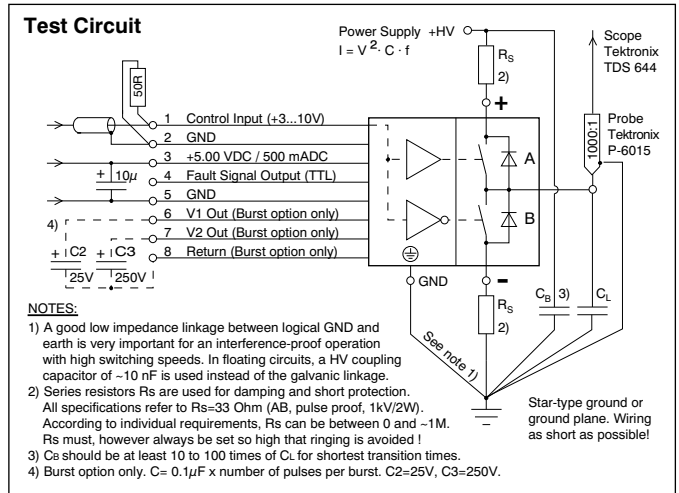 Test Circuit
Power Supply +HV
I = V 2· C · f
Scope
Tektronix
TDS 644
RS
2)
50R
+
1 Control Input (+3...10V)
2 GND
3 +5.00 VDC / 500 mADC
4 Fault Signal Output (TTL)
5 GND
6 V1 Out (Burst option only)
7 V2 Out (Burst option only)
8 Return (Burst option only)
+ 10µ
4)
+ C2
25V
+ C3
250V
A
B
1000:1
Probe
Tektronix
P-6015
GND
-
RS
2)
CB 3)
CL
See note 1)
Star-type ground or
ground plane. Wiring
as short as possible!
NOTES:
1) A good low impedance linkage between logical GND and
earth is very important for an interference-proof operation
with high switching speeds. In floating circuits, a HV coupling
capacitor of ~10 nF is used instead of the galvanic linkage.
2) Series resistors Rs are used for damping and short protection.
All specifications refer to Rs=33 Ohm (AB, pulse proof, 1kV/2W).
According to individual requirements, Rs can be between 0 and ~1M.
Rs must, however always be set so high that ringing is avoided !
3) CB should be at least 10 to 100 times of CL for shortest transition times.
4) Burst option only. C= 0.1µF x number of pulses per burst. C2=25V, C3=250V.